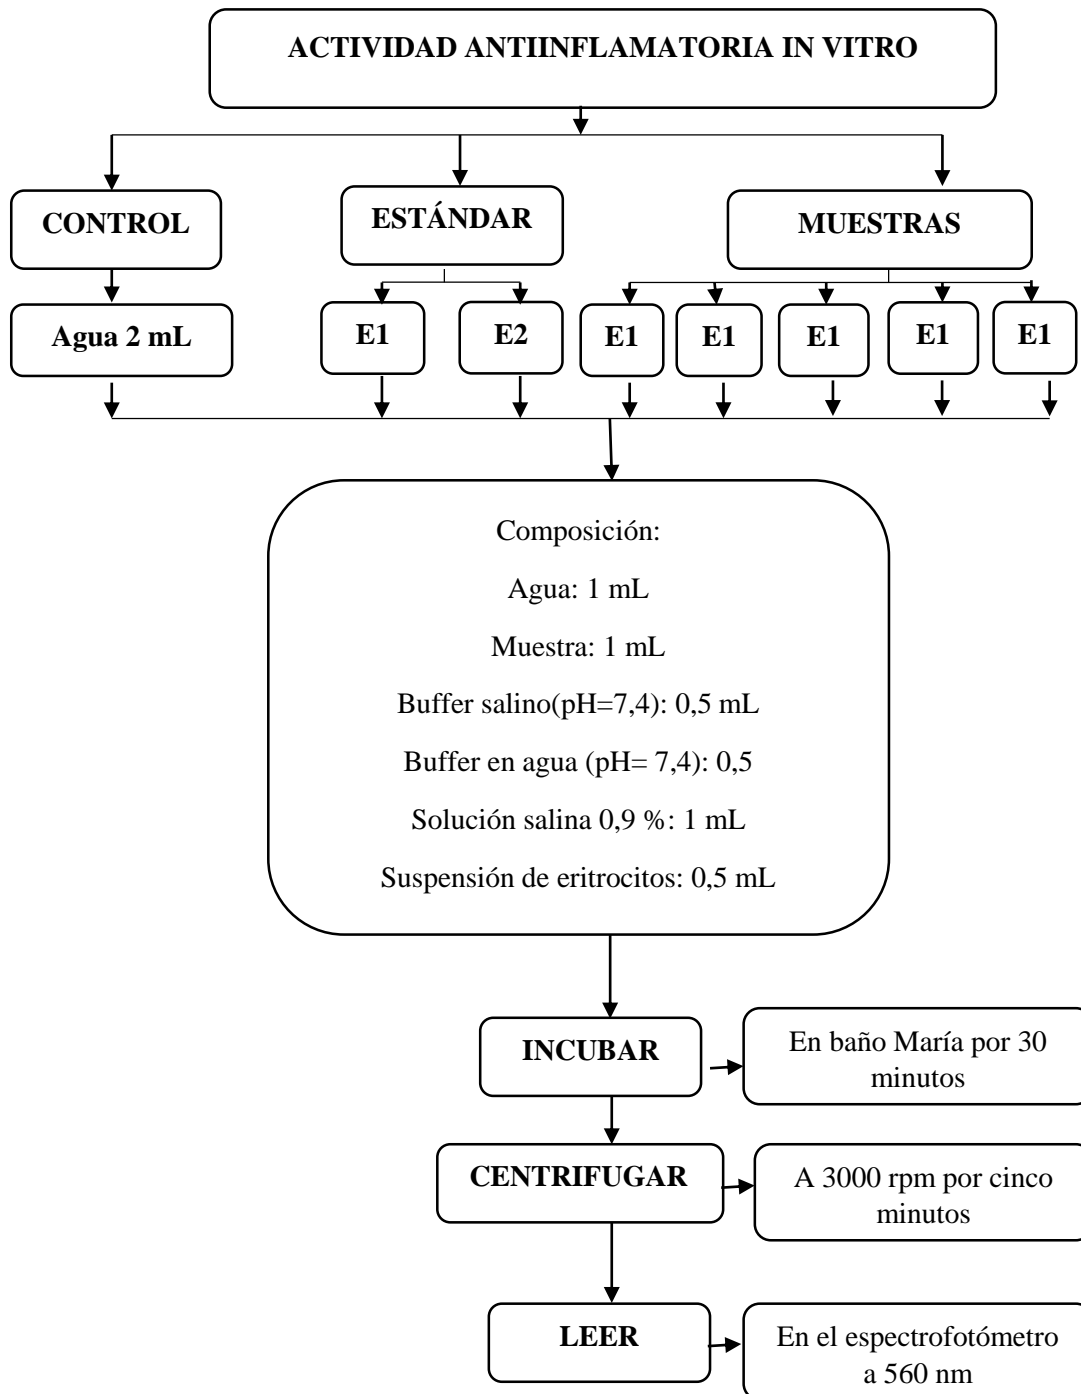 ACTIVIDAD ANTIINFLAMATORIA IN VITRO
CONTROL
ESTÁNDAR
MUESTRAS
Agua 2 mL
E1
E2
E1
E1
E1
E1
E1
Composición:
Agua: 1 mL
Muestra: 1 mL
Buffer salino(pH=7,4): 0,5 mL
Buffer en agua (pH= 7,4): 0,5
Solución salina 0,9 %: 1 mL
Suspensión de eritrocitos: 0,5 mL
INCUBAR
En baño María por 30
minutos
CENTRIFUGAR
A 3000 rpm por cinco
minutos
LEER
En el espectrofotómetro
a 560 nm